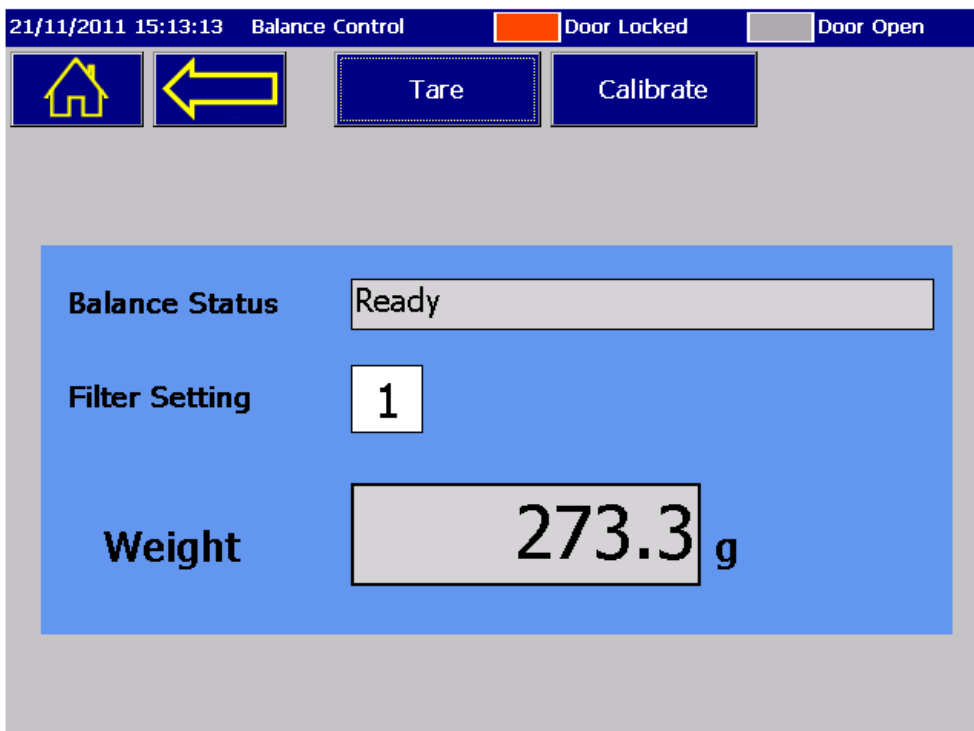 21/11/2011 15:13:13 Balance Control Door Locked Door Open
Tare Calibrate
Balance Status Ready
Filter Setting 1
Weight 273.3 g